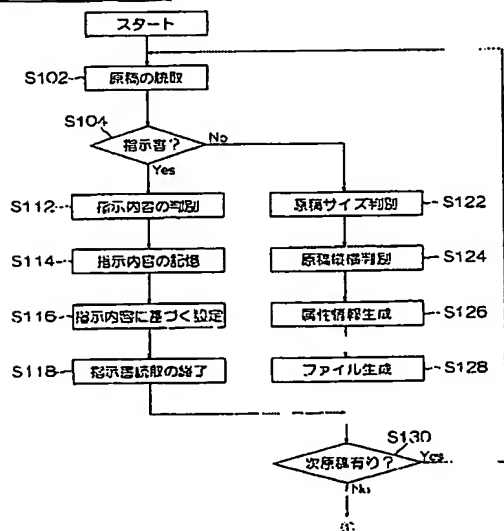 スタート
S102 原稿の読取
S104 指示書? No
Yes
S112 指示内容の判別
原稿サイズ判別 S122
S114 指示内容の記憶
原稿縦横判別 S124
S116 指示内容に基づく設定
属性情報生成 S126
S118 指示書読取の終了
ファイル生成 S128
S130
次原稿有り? Yes
No
①